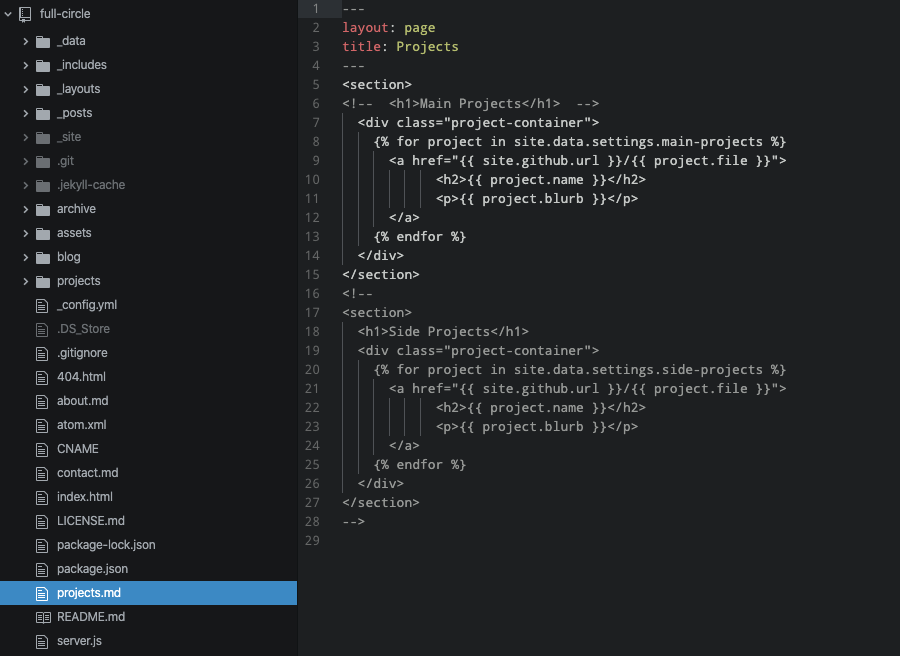 full-circle
_data
_includes
_layouts
_posts
_site
.git
.jekyll-cache
archive
assets
blog
projects
_config.yml
.DS_Store
.gitignore
404.html
about.md
atom.xml
CNAME
contact.md
index.html
LICENSE.md
package-lock.json
package.json
projects.md
README.md
server.js
1 ---
2 layout: page
3 title: Projects
4 ---
5 <section>
6 <!--  <h1>Main Projects</h1>  -->
7   <div class="project-container">
8     {% for project in site.data.settings.main-projects %}
9       <a href="{{ site.github.url }}/{{ project.file }}">
10             <h2>{{ project.name }}</h2>
11             <p>{{ project.blurb }}</p>
12       </a>
13     {% endfor %}
14   </div>
15 </section>
16 <!--
17 <section>
18   <h1>Side Projects</h1>
19   <div class="project-container">
20     {% for project in site.data.settings.side-projects %}
21       <a href="{{ site.github.url }}/{{ project.file }}">
22             <h2>{{ project.name }}</h2>
23             <p>{{ project.blurb }}</p>
24       </a>
25     {% endfor %}
26   </div>
27 </section>
28 -->
29